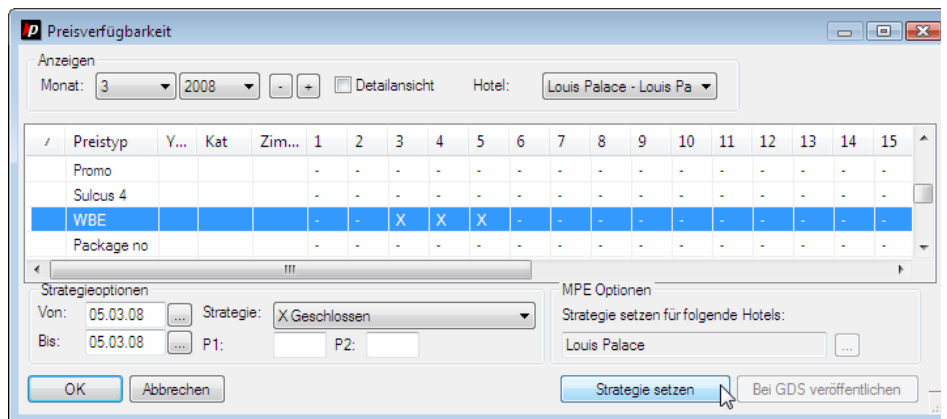 Preisverfügbarkeit
Anzeigen
Monat: 3 2008 - + Detailansicht Hotel: Louis Palace - Louis Pa
/ Preistyp Y... Kat Zim... 1 2 3 4 5 6 7 8 9 10 11 12 13 14 15
Promo - - - - - - - - - - - - - - -
Sulcus 4 - - - - - - - - - - - - - - -
WBE - - X X X - - - - - - - - - -
Package no - - - - - - - - - - - - - - -
Strategieoptionen MPE Optionen
Von: 05.03.08 ... Strategie: X Geschlossen Strategie setzen für folgende Hotels:
Bis: 05.03.08 ... P1: P2: Louis Palace ...
OK Abbrechen Strategie setzen Bei GDS veröffentlichen